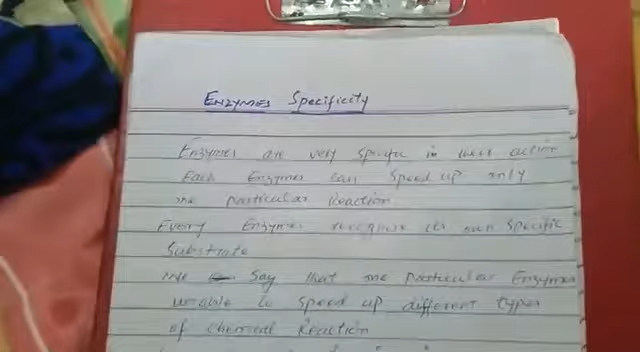 Enzymes Specificity
Enzymes are very specific in their action
Each Enzymes can speed up only
one particular Reaction
Every Enzymes recognise its own specific
Substrate
we say that one particular Enzymes
unable to speed up different types
of chemical Reaction